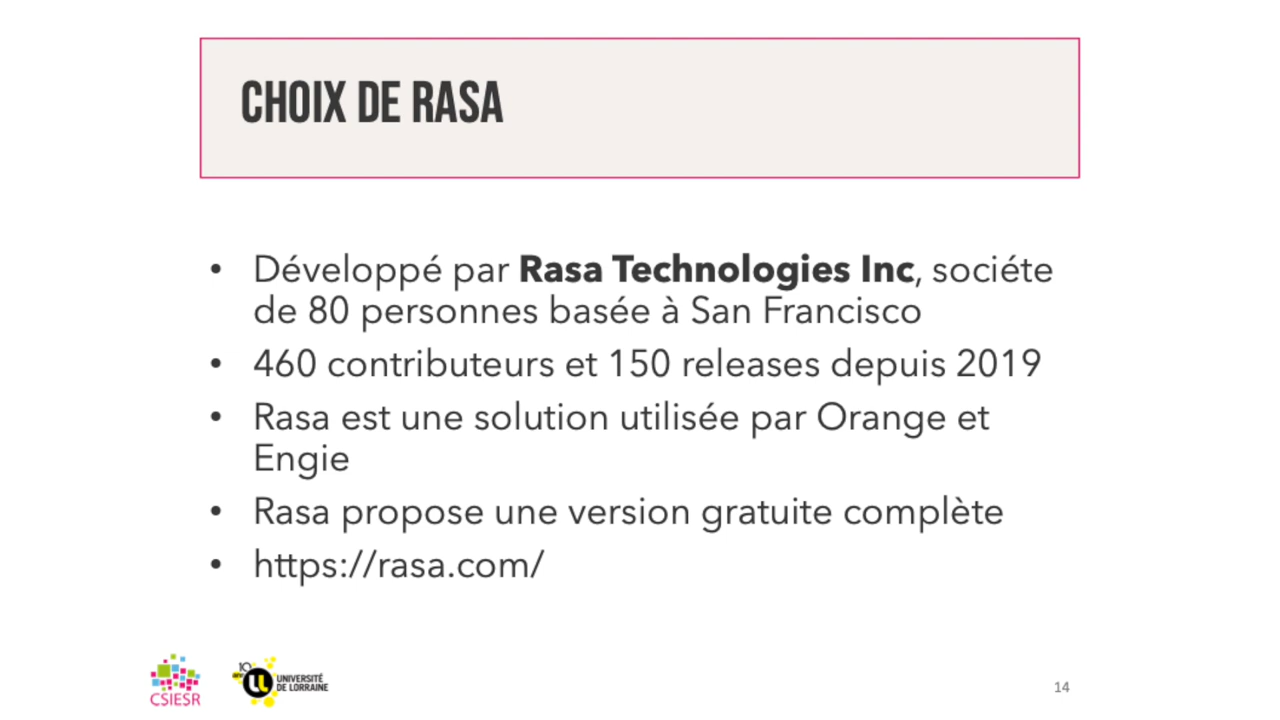 CHOIX DE RASA
• Développé par Rasa Technologies Inc, sociéte
de 80 personnes basée à San Francisco
• 460 contributeurs et 150 releases depuis 2019
• Rasa est une solution utilisée par Orange et
Engie
• Rasa propose une version gratuite complète
• https://rasa.com/
CSIESR
10
ans
UNIVERSITÉ
DE LORRAINE
14